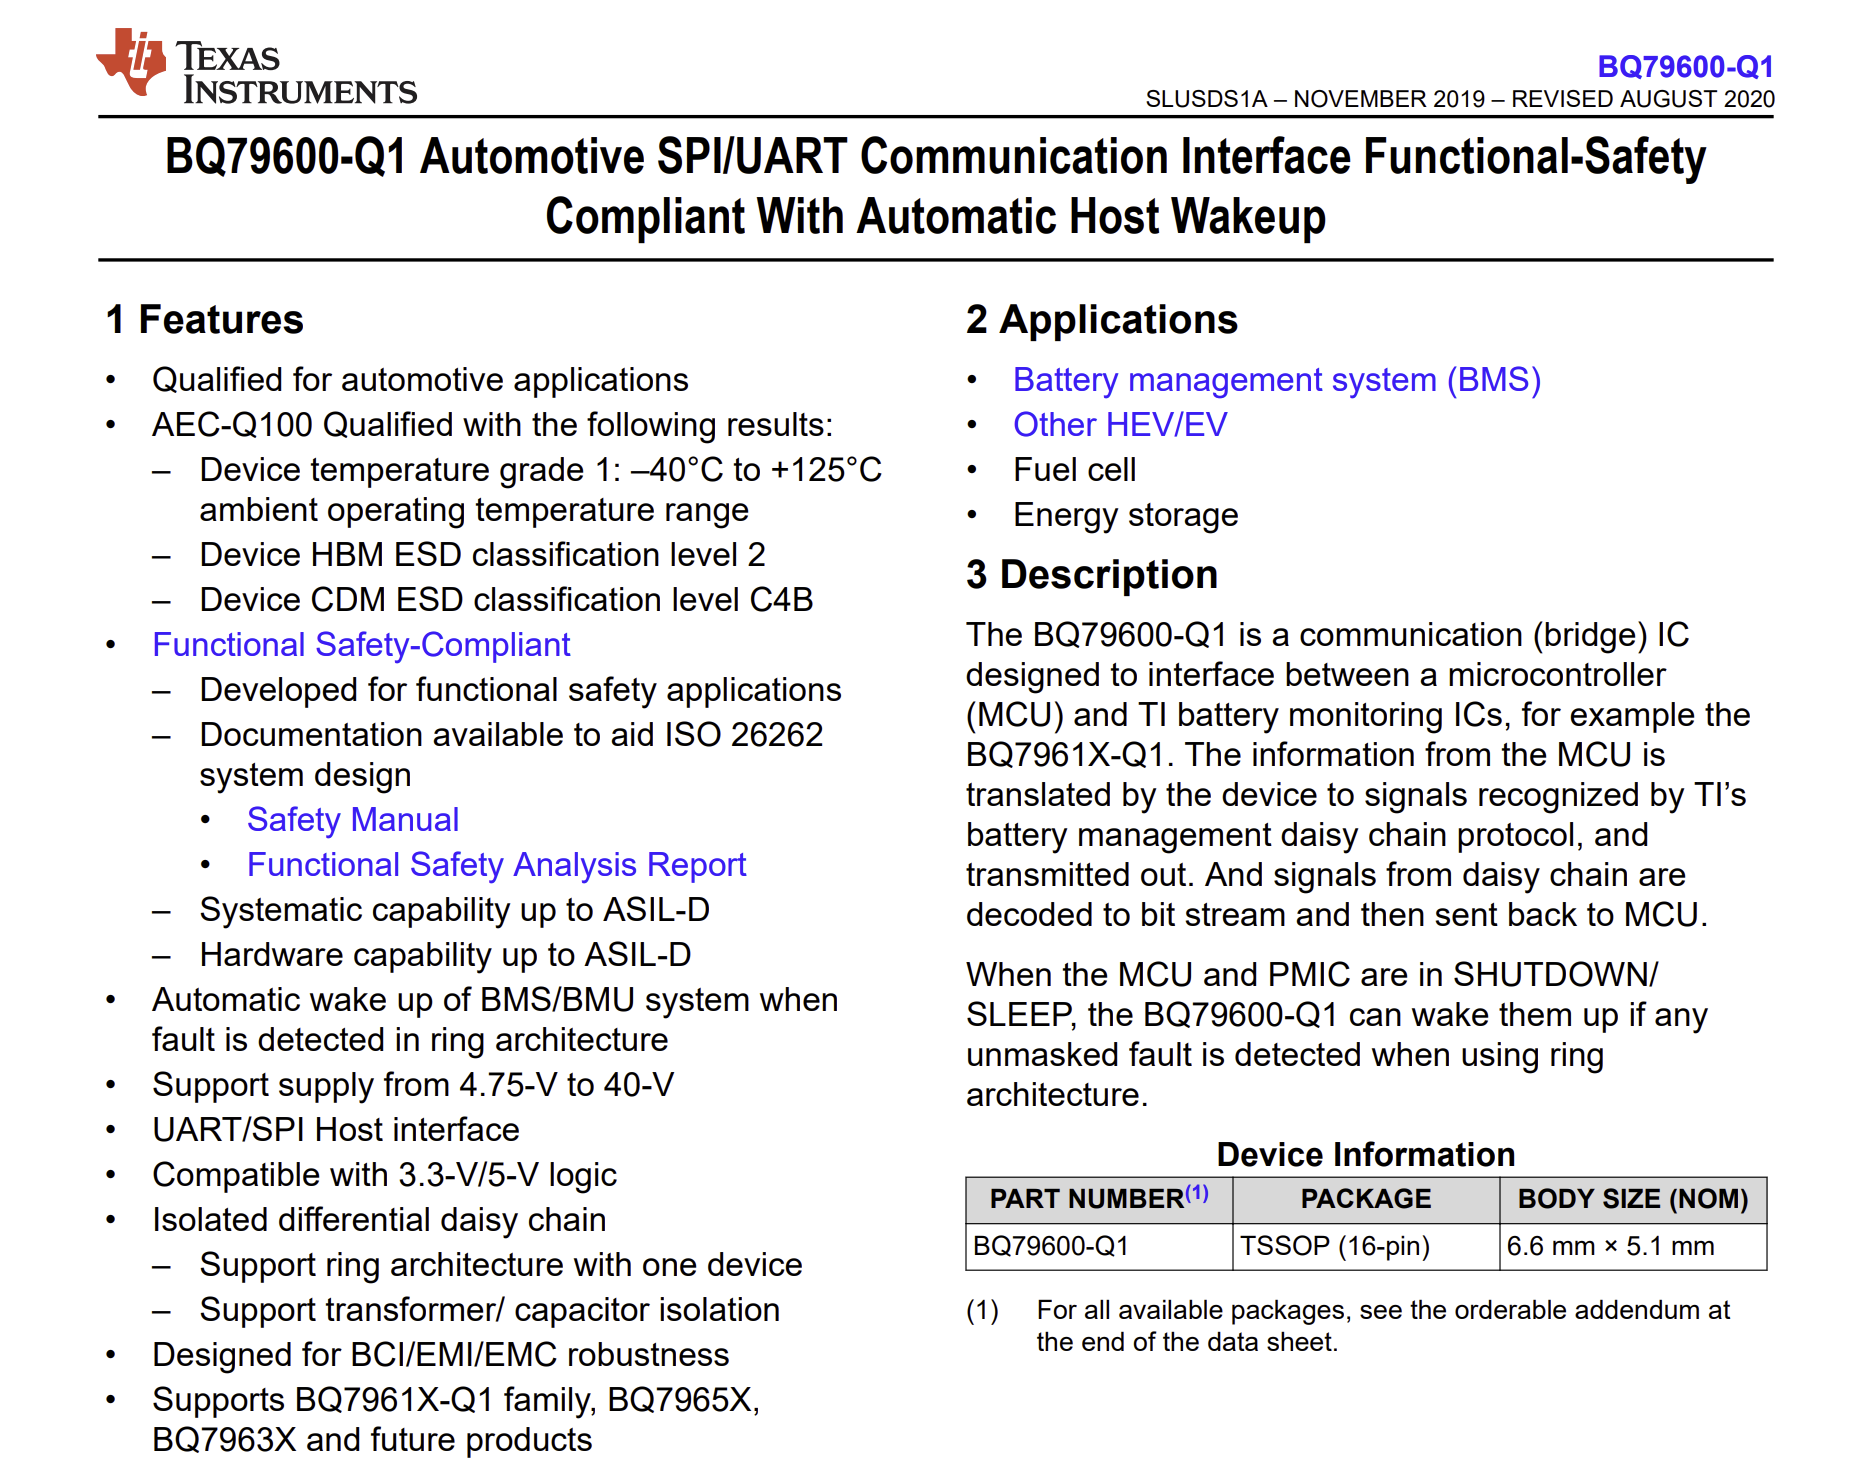 TEXAS
INSTRUMENTS
BQ79600-Q1
SLUSDS1A – NOVEMBER 2019 – REVISED AUGUST 2020
BQ79600-Q1 Automotive SPI/UART Communication Interface Functional-Safety
Compliant With Automatic Host Wakeup
1 Features
• Qualified for automotive applications
• AEC-Q100 Qualified with the following results:
– Device temperature grade 1: –40°C to +125°C
ambient operating temperature range
– Device HBM ESD classification level 2
– Device CDM ESD classification level C4B
• Functional Safety-Compliant
– Developed for functional safety applications
– Documentation available to aid ISO 26262
system design
• Safety Manual
• Functional Safety Analysis Report
– Systematic capability up to ASIL-D
– Hardware capability up to ASIL-D
• Automatic wake up of BMS/BMU system when
fault is detected in ring architecture
• Support supply from 4.75-V to 40-V
• UART/SPI Host interface
• Compatible with 3.3-V/5-V logic
• Isolated differential daisy chain
– Support ring architecture with one device
– Support transformer/ capacitor isolation
• Designed for BCI/EMI/EMC robustness
• Supports BQ7961X-Q1 family, BQ7965X,
BQ7963X and future products
2 Applications
• Battery management system (BMS)
• Other HEV/EV
• Fuel cell
• Energy storage
3 Description
The BQ79600-Q1 is a communication (bridge) IC
designed to interface between a microcontroller
(MCU) and TI battery monitoring ICs, for example the
BQ7961X-Q1. The information from the MCU is
translated by the device to signals recognized by TI’s
battery management daisy chain protocol, and
transmitted out. And signals from daisy chain are
decoded to bit stream and then sent back to MCU.
When the MCU and PMIC are in SHUTDOWN/
SLEEP, the BQ79600-Q1 can wake them up if any
unmasked fault is detected when using ring
architecture.
Device Information
PART NUMBER(1) PACKAGE BODY SIZE (NOM)
BQ79600-Q1 TSSOP (16-pin) 6.6 mm × 5.1 mm
(1) For all available packages, see the orderable addendum at
the end of the data sheet.